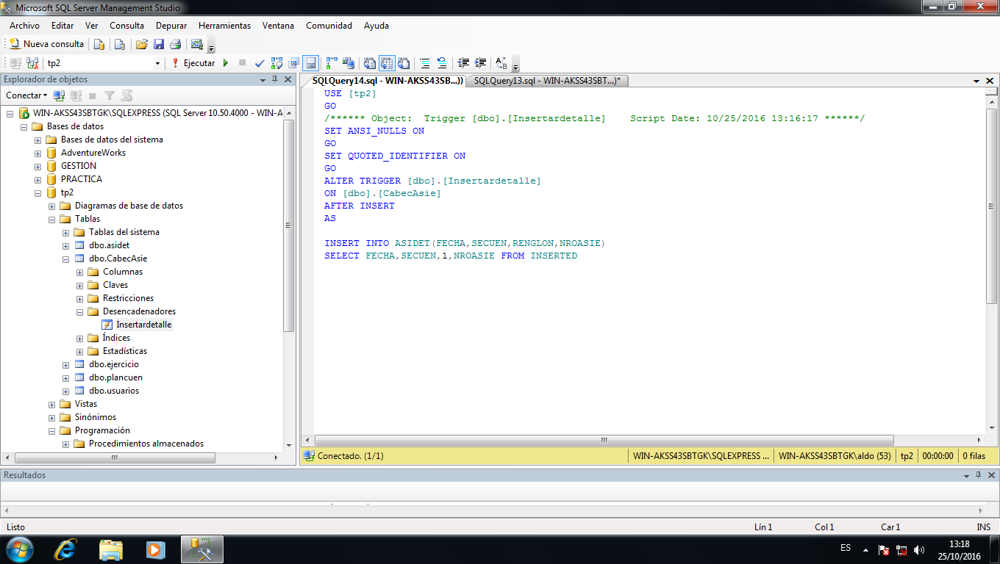 Microsoft SQL Server Management Studio
Archivo Editar Ver Consulta Depurar Herramientas Ventana Comunidad Ayuda
Nueva consulta
tp2 Ejecutar
Explorador de objetos
Conectar
WIN-AKSS43SBTGK\SQLEXPRESS (SQL Server 10.50.4000 - WIN-A
Bases de datos
Bases de datos del sistema
AdventureWorks
GESTION
PRACTICA
tp2
Diagramas de base de datos
Tablas
Tablas del sistema
dbo.asidet
dbo.CabecAsie
Columnas
Claves
Restricciones
Desencadenadores
Insertardetalle
Índices
Estadísticas
dbo.ejercicio
dbo.plancuen
dbo.usuarios
Vistas
Sinónimos
Programación
Procedimientos almacenados
SQLQuery14.sql - WIN-AKSS43SB...)) SQLQuery13.sql - WIN-AKSS43SBT...)*
USE [tp2]
GO
/****** Object:  Trigger [dbo].[Insertardetalle]    Script Date: 10/25/2016 13:16:17 ******/
SET ANSI_NULLS ON
GO
SET QUOTED_IDENTIFIER ON
GO
ALTER TRIGGER [dbo].[Insertardetalle]
ON [dbo].[CabecAsie]
AFTER INSERT
AS
INSERT INTO ASIDET(FECHA,SECUEN,RENGLON,NROASIE)
SELECT FECHA,SECUEN,1,NROASIE FROM INSERTED
Conectado. (1/1) WIN-AKSS43SBTGK\SQLEXPRESS ... WIN-AKSS43SBTGK\aldo (53) tp2 00:00:00 0 filas
Resultados
Listo Lín 1 Col 1 Car 1 INS
ES 13:18
25/10/2016